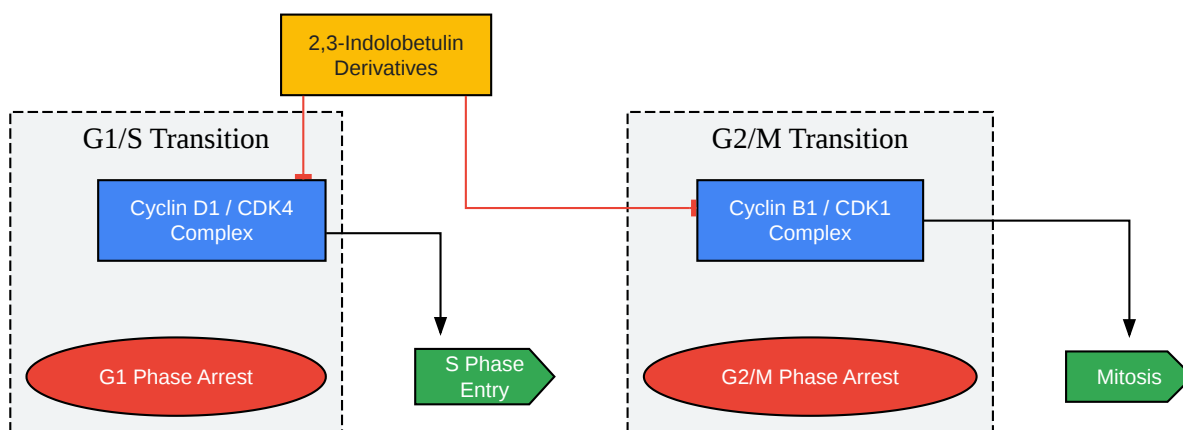 2,3-Indolobetulin
Derivatives
G1/S Transition
G2/M Transition
Cyclin D1 / CDK4
Complex
Cyclin B1 / CDK1
Complex
G1 Phase Arrest
S Phase
Entry
G2/M Phase Arrest
Mitosis